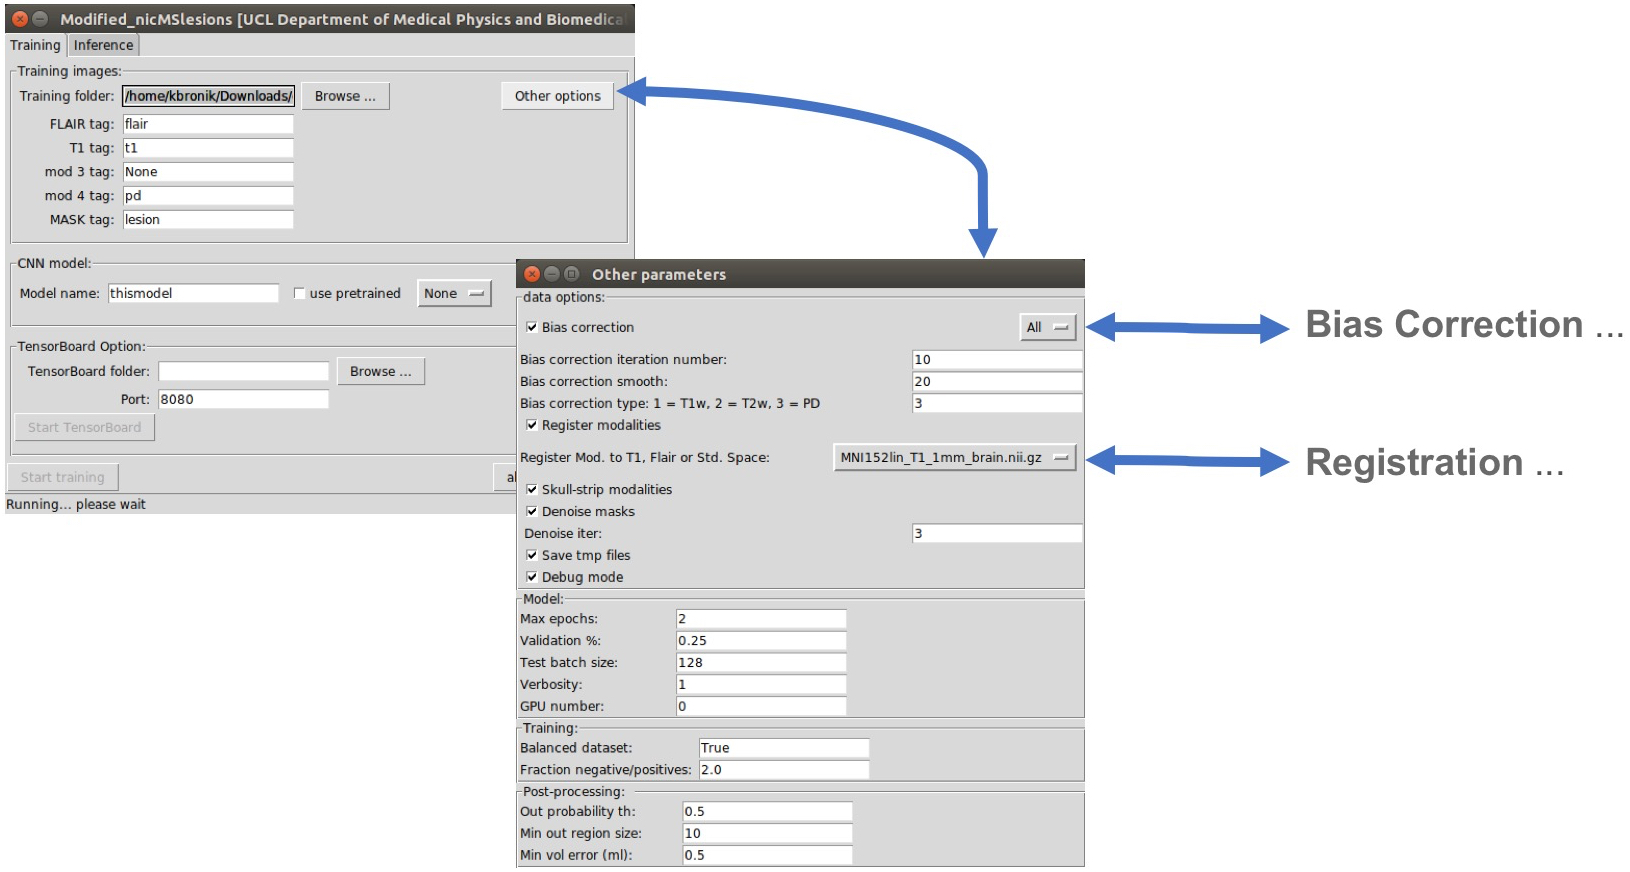 Modified_nicMSlesions [UCL Department of Medical Physics and Biomedica
Training Inference
Training images:
Training folder: /home/kbronik/Downloads/ Browse ... Other options
FLAIR tag: flair
T1 tag: t1
mod 3 tag: None
mod 4 tag: pd
MASK tag: lesion
CNN model:
Model name: thismodel use pretrained None
TensorBoard Option:
TensorBoard folder: Browse ...
Port: 8080
Start TensorBoard
Start training
Running... please wait
Other parameters
data options:
Bias correction All
Bias Correction ...
Bias correction iteration number: 10
Bias correction smooth: 20
Bias correction type: 1 = T1w, 2 = T2w, 3 = PD 3
Register modalities
Register Mod. to T1, Flair or Std. Space: MNI152lin_T1_1mm_brain.nii.gz
Registration ...
Skull-strip modalities
Denoise masks
Denoise iter: 3
Save tmp files
Debug mode
Model:
Max epochs: 2
Validation %: 0.25
Test batch size: 128
Verbosity: 1
GPU number: 0
Training:
Balanced dataset: True
Fraction negative/positives: 2.0
Post-processing:
Out probability th: 0.5
Min out region size: 10
Min vol error (ml): 0.5